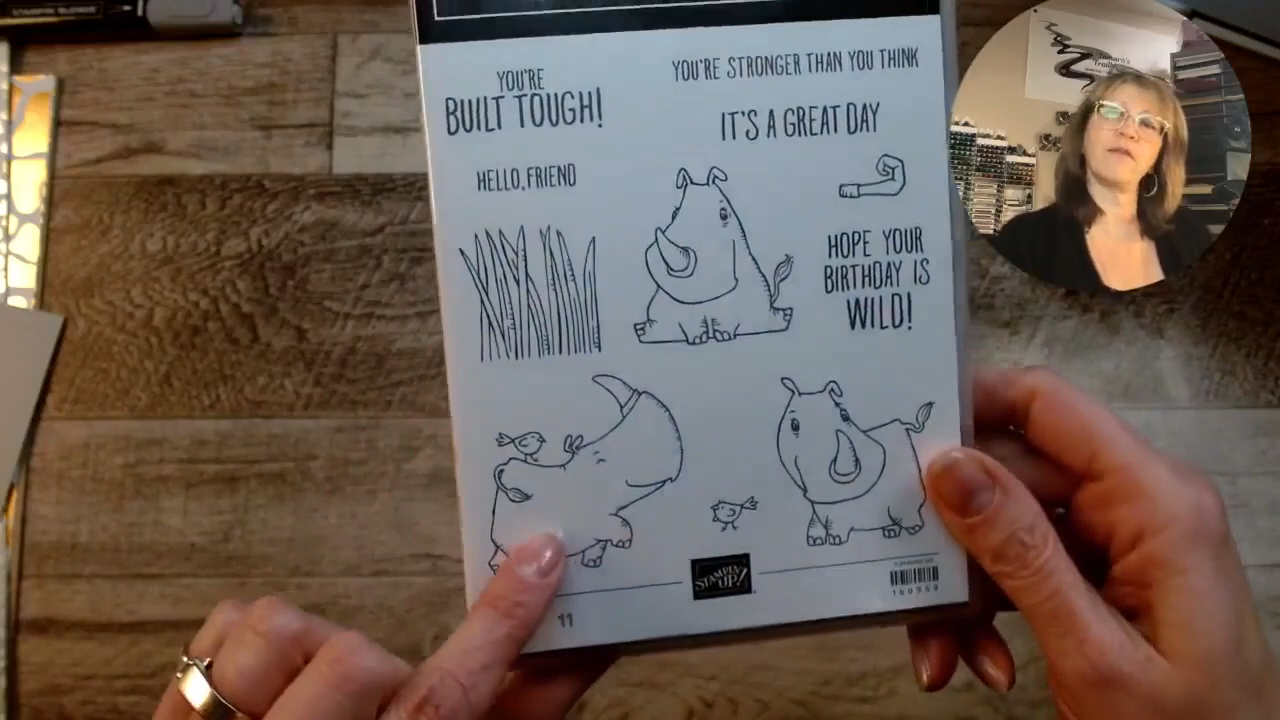 YOU'RE
BUILT TOUGH!
YOU'RE STRONGER THAN YOU THINK
IT'S A GREAT DAY
HELLO, FRIEND
HOPE YOUR
BIRTHDAY IS
WILD!
STAMPIN'
UP!
11